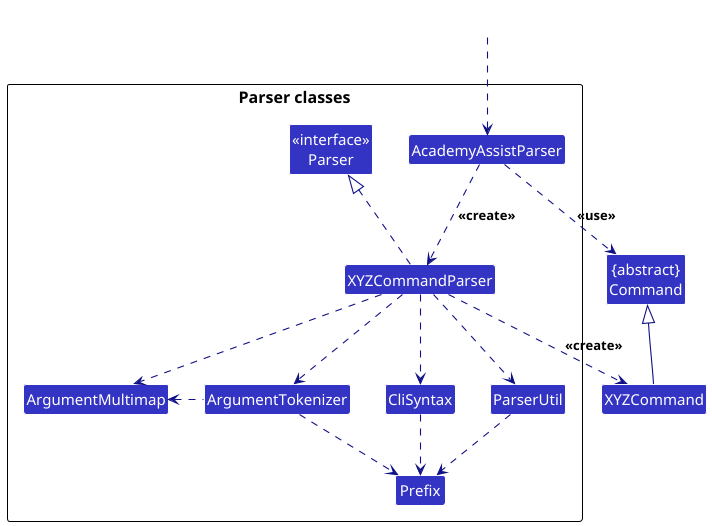 Parser classes
«interface»
Parser
AcademyAssistParser
«create»
«use»
XYZCommandParser
{abstract}
Command
«create»
ArgumentMultimap
ArgumentTokenizer
CliSyntax
ParserUtil
XYZCommand
Prefix